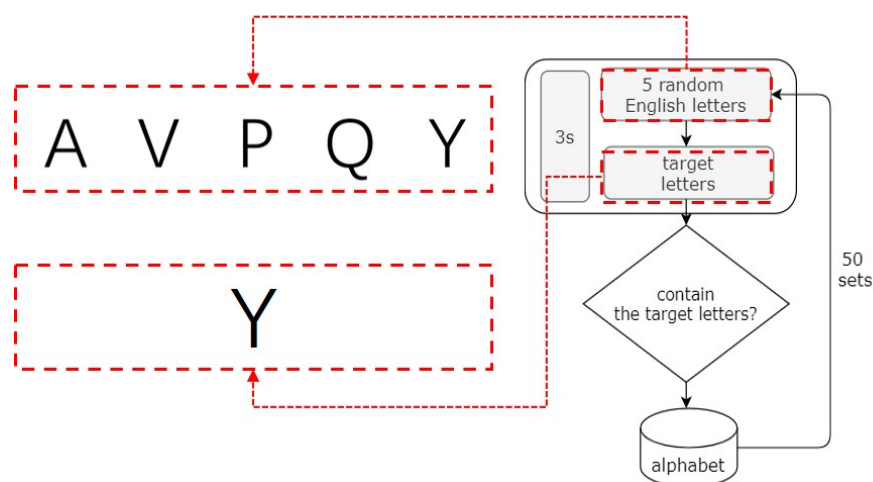 A V P Q Y
Y
3s
5 random
English letters
target
letters
contain
the target letters?
50
sets
alphabet